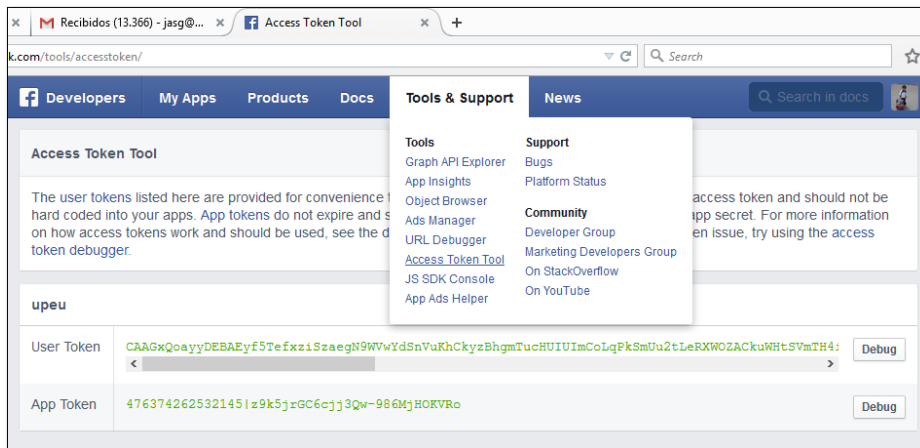 Recibidos (13.366) - jasg@...
Access Token Tool
k.com/tools/accesstoken/
Search
Developers My Apps Products Docs Tools & Support News Search in docs
Tools
Graph API Explorer
App Insights
Object Browser
Ads Manager
URL Debugger
Access Token Tool
JS SDK Console
App Ads Helper
Support
Bugs
Platform Status
Community
Developer Group
Marketing Developers Group
On StackOverflow
On YouTube
Access Token Tool
The user tokens listed here are provided for convenience access token and should not be
hard coded into your apps. App tokens do not expire and app secret. For more information
on how access tokens work and should be used, see the issue, try using the access
token debugger.
upeu
User Token CAAGxQoayyDEBAEyf5TefxziSzaegN9WVwYdSnVuKhCkyzBhgmTucHUIUImCoLqPkSmUu2tLeRXWOZACkuWHtSVmTH4 Debug
App Token 476374262532145|z9k5jrGC6cjj3Qw-986MjHOKVRo Debug